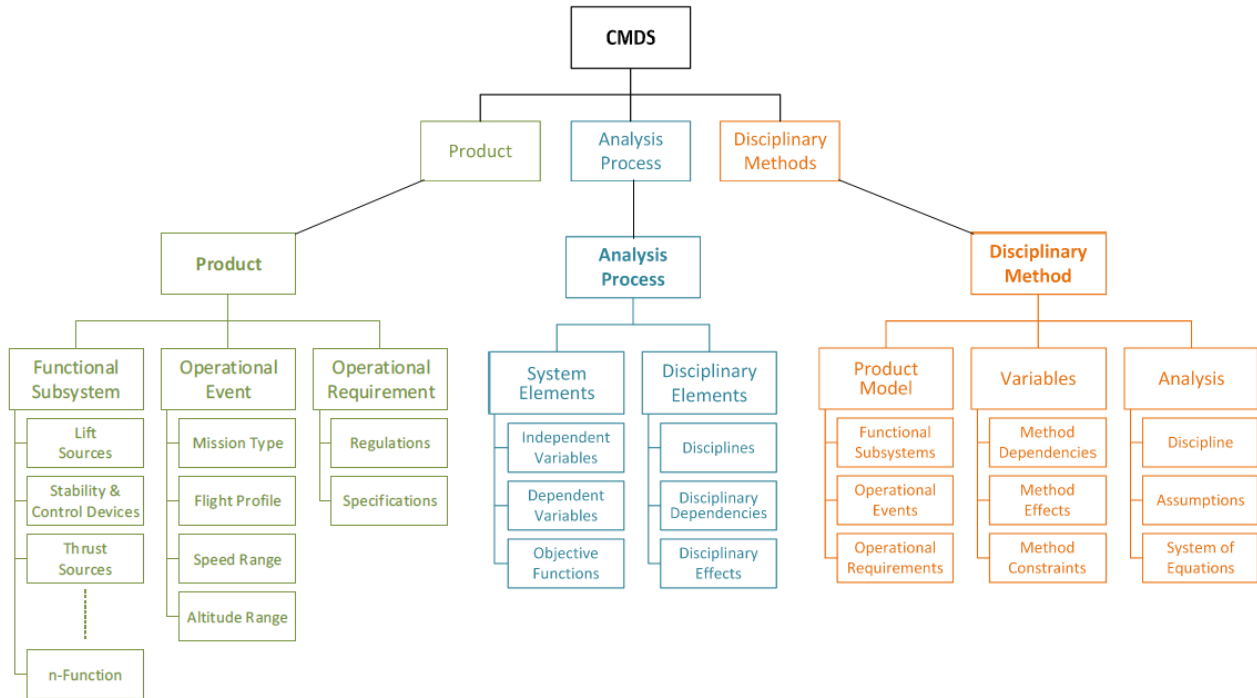 CMDS
Product
Analysis
Process
Disciplinary
Methods
Product
Analysis
Process
Disciplinary
Method
Functional
Subsystem
Operational
Event
Operational
Requirement
System
Elements
Disciplinary
Elements
Product
Model
Variables
Analysis
Lift
Sources
Stability &
Control Devices
Thrust
Sources
n-Function
Mission Type
Flight Profile
Speed Range
Altitude Range
Regulations
Specifications
Independent
Variables
Dependent
Variables
Objective
Functions
Disciplines
Disciplinary
Dependencies
Disciplinary
Effects
Functional
Subsystems
Operational
Events
Operational
Requirements
Method
Dependencies
Method
Effects
Method
Constraints
Discipline
Assumptions
System of
Equations